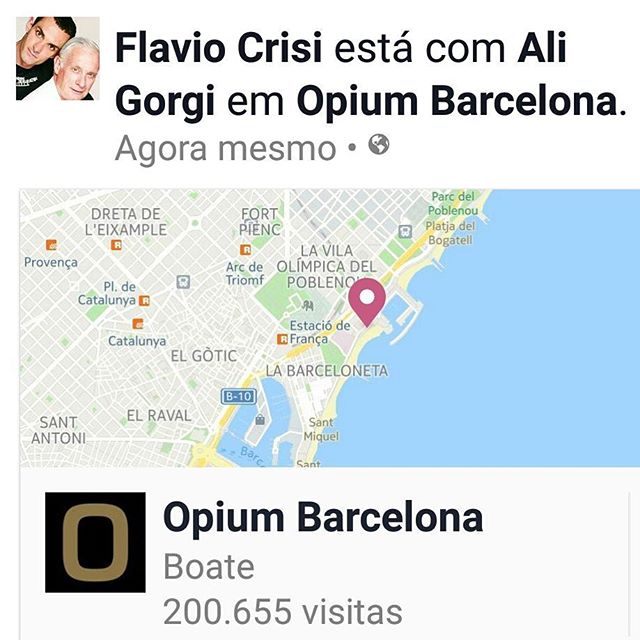 Flavio Crisi está com Ali
Gorgi em Opium Barcelona.
Agora mesmo •
Parc del
Poblenou
Platja del
Bogatell
DRETA DE
L'EIXAMPLE
FORT
PIENC
LA VILA
OLÍMPICA DEL
POBLENOU
Provença
R
Arc de
Triomf
R
Pl. de
Catalunya
R
Catalunya
Estació de
França
R
EL GÒTIC
LA BARCELONETA
B-10
EL RAVAL
SANT
ANTONI
Sant
Miquel
Sant
O
Opium Barcelona
Boate
200.655 visitas